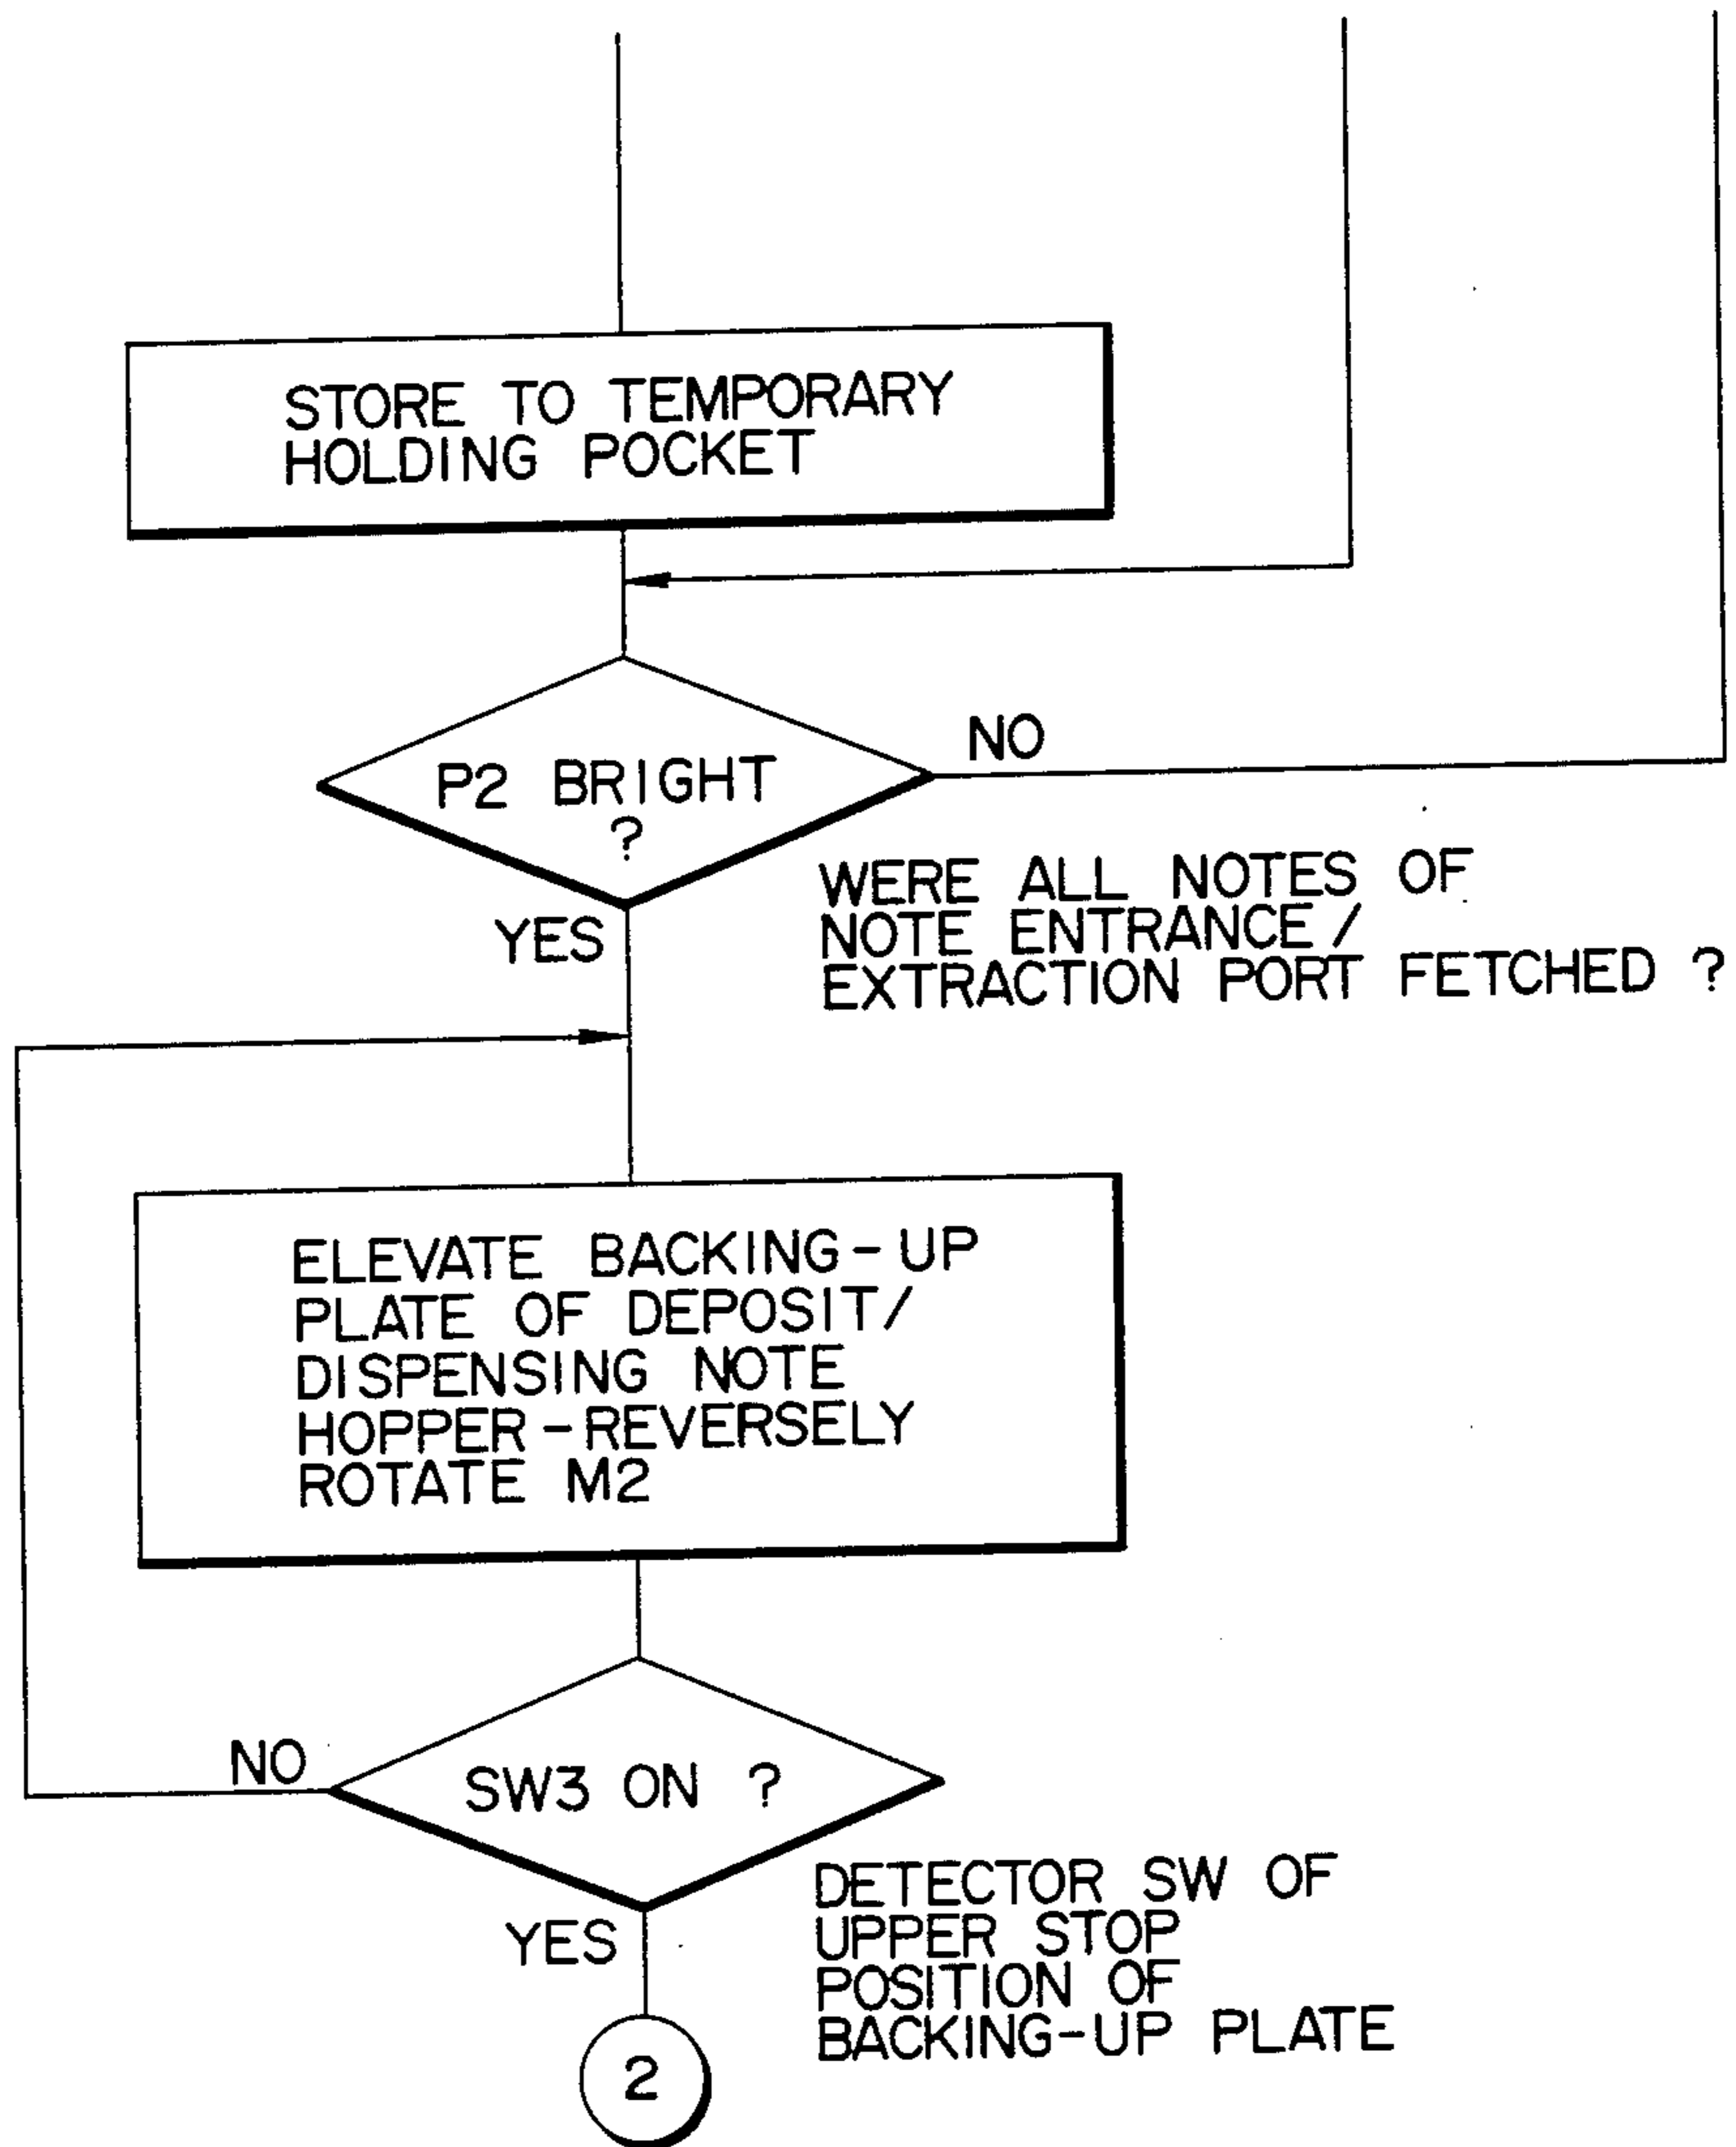 STORE TO TEMPORARY
HOLDING POCKET
P2 BRIGHT
?
NO
YES
WERE ALL NOTES OF
NOTE ENTRANCE/
EXTRACTION PORT FETCHED ?
ELEVATE BACKING-UP
PLATE OF DEPOSIT/
DISPENSING NOTE
HOPPER-REVERSELY
ROTATE M2
NO
SW3 ON ?
YES
DETECTOR SW OF
UPPER STOP
POSITION OF
BACKING-UP PLATE
2